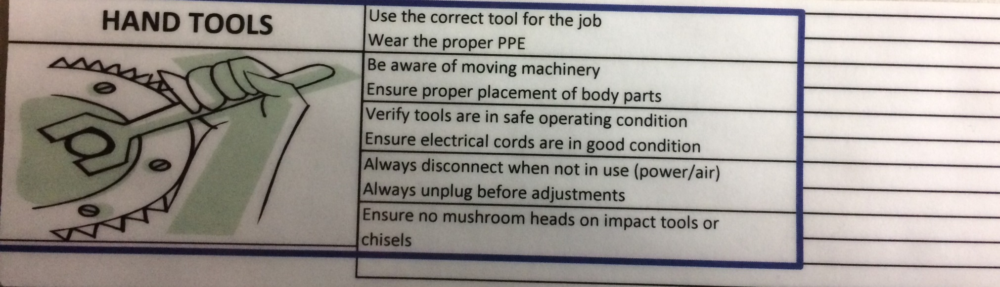 HAND TOOLS
Use the correct tool for the job
Wear the proper PPE
Be aware of moving machinery
Ensure proper placement of body parts
Verify tools are in safe operating condition
Ensure electrical cords are in good condition
Always disconnect when not in use (power/air)
Always unplug before adjustments
Ensure no mushroom heads on impact tools or
chisels